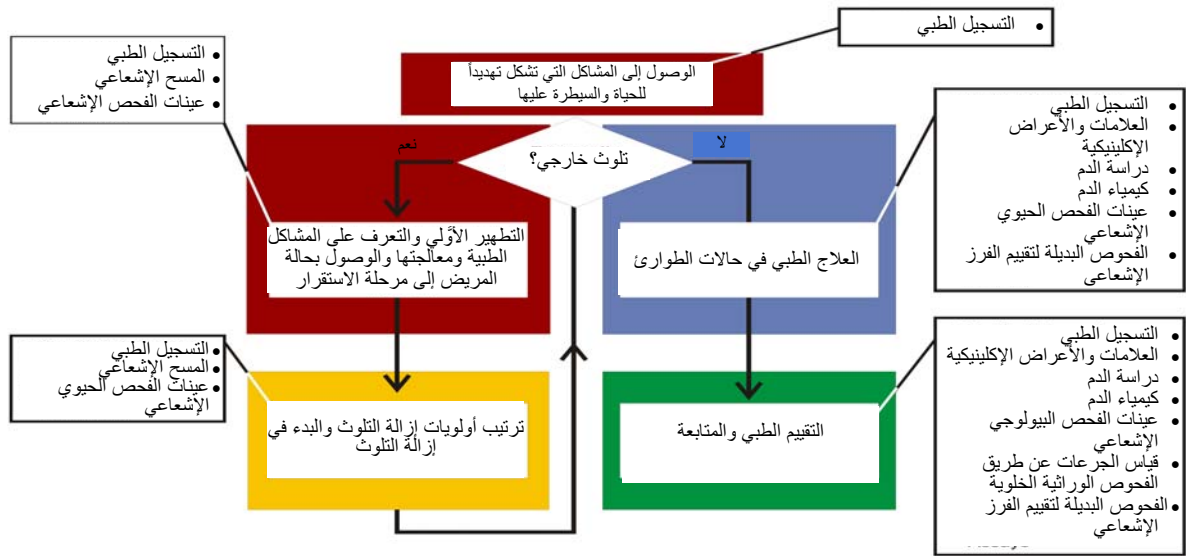 • التسجيل الطبي
الوصول إلى المشاكل التي تشكل تهديداً
للحياة والسيطرة عليها
• التسجيل الطبي
• المسح الإشعاعي
• عينات الفحص الإشعاعي
تلوث خارجي؟
لا
نعم
• التسجيل الطبي
• العلامات والأعراض
الإكلينيكية
• دراسة الدم
• كيمياء الدم
• عينات الفحص الحيوي
الإشعاعي
• الفحوص البديلة لتقييم الفرز
الإشعاعي
العلاج الطبي في حالات الطوارئ
التطهير الأوَّلي والتعرف على المشاكل
الطبية ومعالجتها والوصول بحالة
المريض إلى مرحلة الاستقرار
• التسجيل الطبي
• العلامات والأعراض الإكلينيكية
• دراسة الدم
• كيمياء الدم
• عينات الفحص البيولوجي
الإشعاعي
• قياس الجرعات عن طريق
الفحوص الوراثية الخلوية
• الفحوص البديلة لتقييم الفرز
الإشعاعي
التقييم الطبي والمتابعة
• التسجيل الطبي
• المسح الإشعاعي
• عينات الفحص الحيوي
الإشعاعي
ترتيب أولويات إزالة التلوث والبدء في
إزالة التلوث